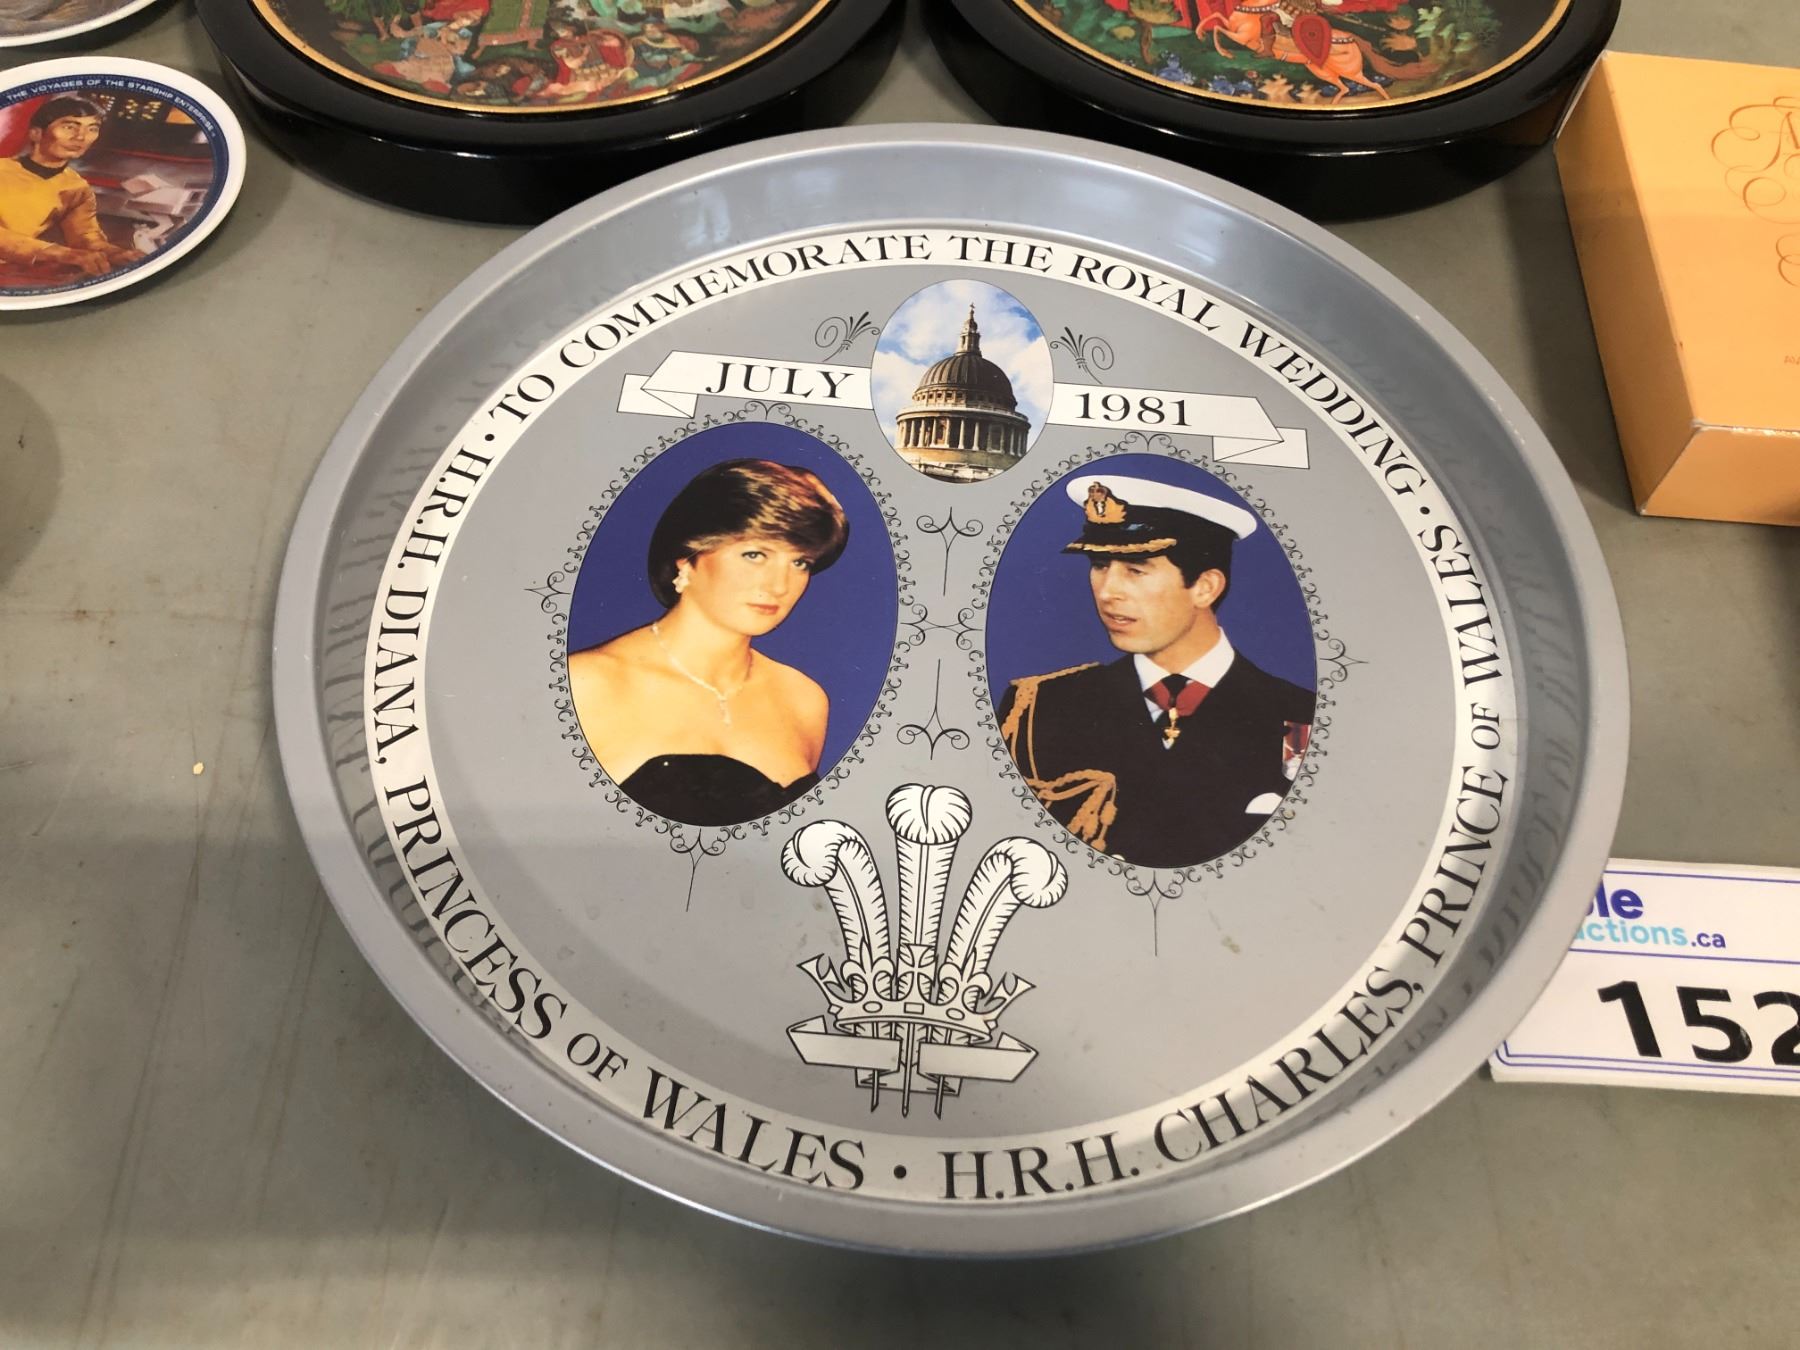 THE VOYAGES OF THE STARSHIP ENTERPRISE
· TO COMMEMORATE THE ROYAL WEDDING ·
JULY 1981
H.R.H. DIANA, PRINCESS OF WALES ·
H.R.H. CHARLES, PRINCE OF WALES
ctions.ca
152